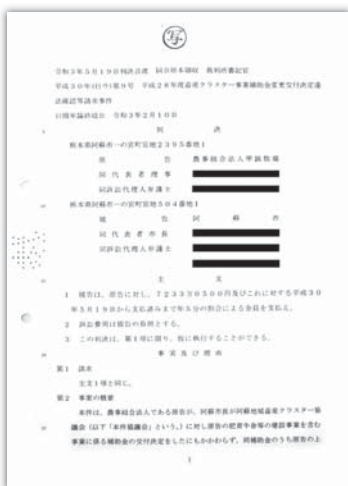 写
令和3年5月19日判決言渡 同日原本領収 裁判所書記官
平成30年(行ウ)第9号 平成28年度畜産クラスター事業補助金変更交付決定違
法確認等請求事件
口頭弁論終結日 令和3年2月10日
判決
熊本県阿蘇市一の宮町宮地2395番地1
原告 農事組合法人甲誠牧場
同代表者理事
同訴訟代理人弁護士
熊本県阿蘇市一の宮町宮地504番地1
被告 阿蘇市
同代表者市長
同訴訟代理人弁護士
主文
1 被告は、原告に対し、7233万0500円及びこれに対する平成30
年5月19日から支払済みまで年5分の割合による金員を支払え。
2 訴訟費用は被告の負担とする。
3 この判決は、第1項に限り、仮に執行することができる。
事実及び理由
第1 請求
主文1項と同じ。
第2 事案の概要
本件は、農事組合法人である原告が、阿蘇市長が阿蘇地域畜産クラスター協
議会(以下「本件協議会」という。)に対し原告の肥育牛舎等の建設事業を含む
事業に係る補助金の交付決定をしたにもかかわらず、同補助金のうち原告の上
1